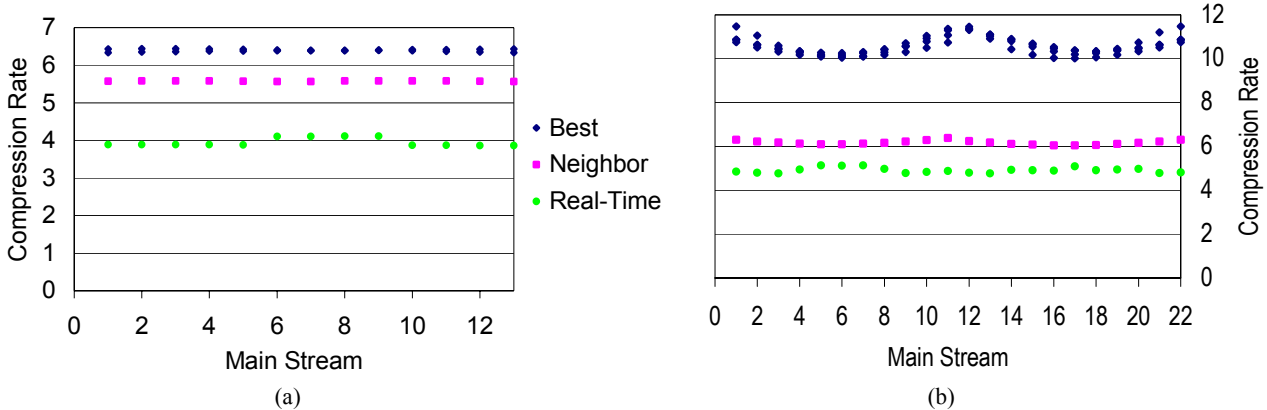 7
6
5
4
3
2
1
0
Compression Rate
0 2 4 6 8 10 12
Main Stream
(a)
Best
Neighbor
Real-Time
12
10
8
6
4
2
0
Compression Rate
0 2 4 6 8 10 12 14 16 18 20 22
Main Stream
(b)